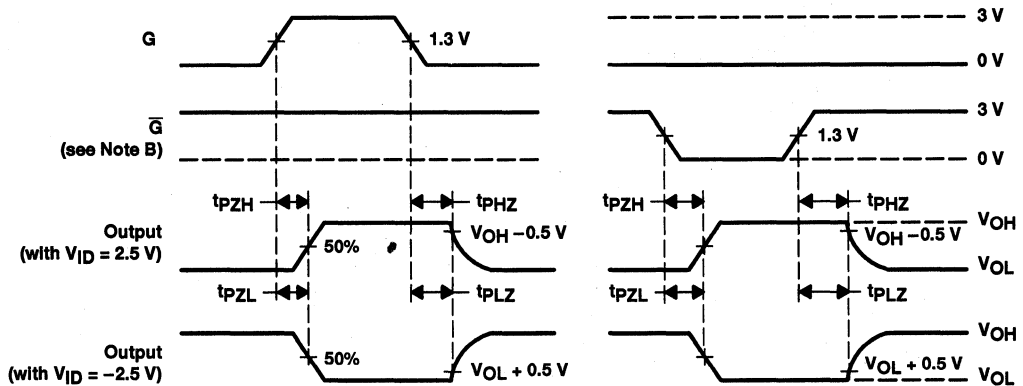 3 V
G
1.3 V
0 V
3 V
G
(see Note B)
1.3 V
0 V
tPZH
tPHZ
tPZH
tPHZ
VOH
Output
(with VID = 2.5 V)
50%
VOH −0.5 V
VOH −0.5 V
VOL
tPZL
tPLZ
tPZL
tPLZ
VOH
Output
(with VID = −2.5 V)
50%
VOL + 0.5 V
VOL + 0.5 V
VOL